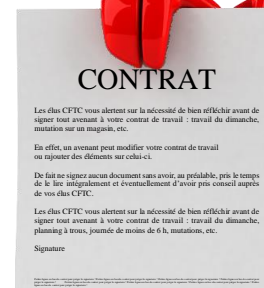 CONTRAT
Les élus CFTC vous alertent sur la nécessité de bien réfléchir avant de
signer tout avenant à votre contrat de travail : travail du dimanche,
mutation sur un magasin, etc.
En effet, un avenant peut modifier votre contrat de travail
ou rajouter des éléments sur celui-ci.
De fait ne signez aucun document sans avoir, au préalable, pris le temps
de le lire intégralement et éventuellement d'avoir pris conseil auprès
de vos élus CFTC.
Les élus CFTC vous alertent sur la nécessité de bien réfléchir avant de
signer tout avenant à votre contrat de travail : travail du dimanche,
planning à trous, journée de moins de 6 h, mutations, etc.
Signature